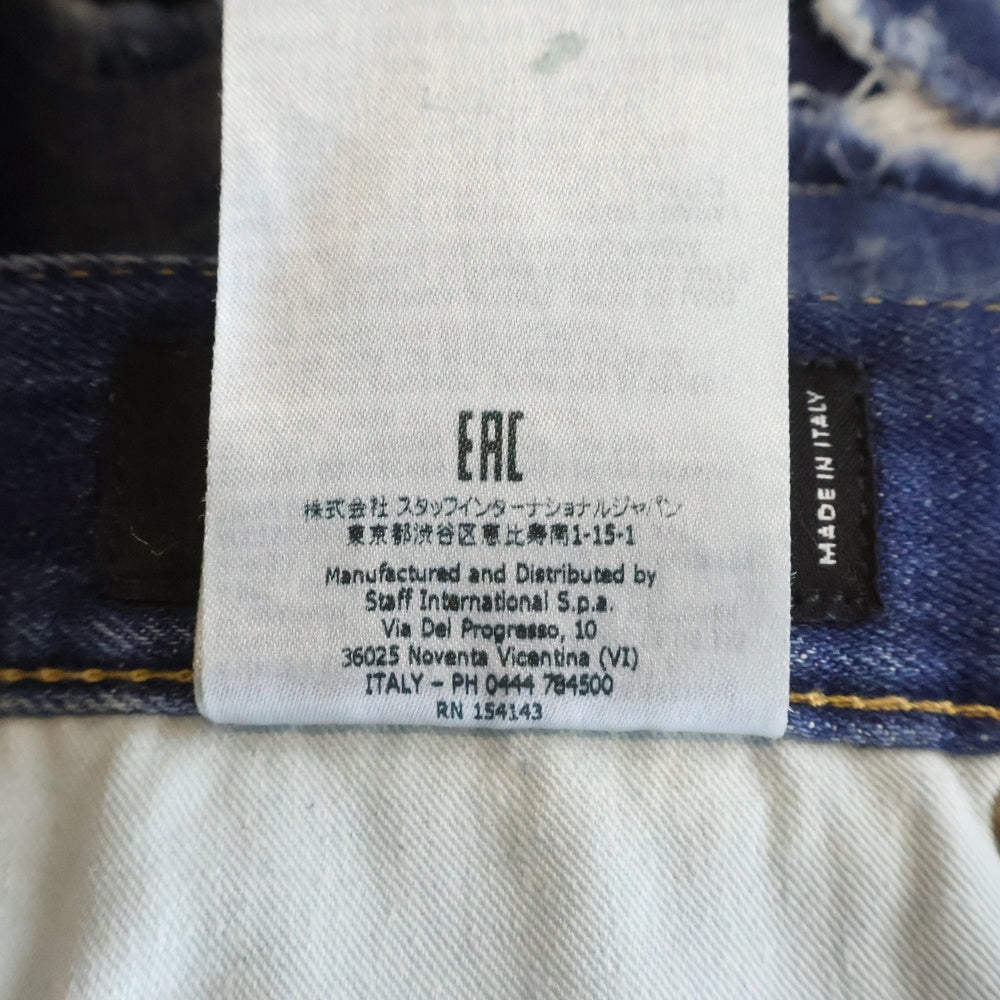 EAC
株式会社 スタッフインターナショナルジャパン
東京都渋谷区恵比寿南1-15-1
Manufactured and Distributed by
Staff International S.p.a.
Via Del Progresso, 10
36025 Noventa Vicentina (VI)
ITALY - PH 0444 784500
RN 154143
MADE IN ITALY